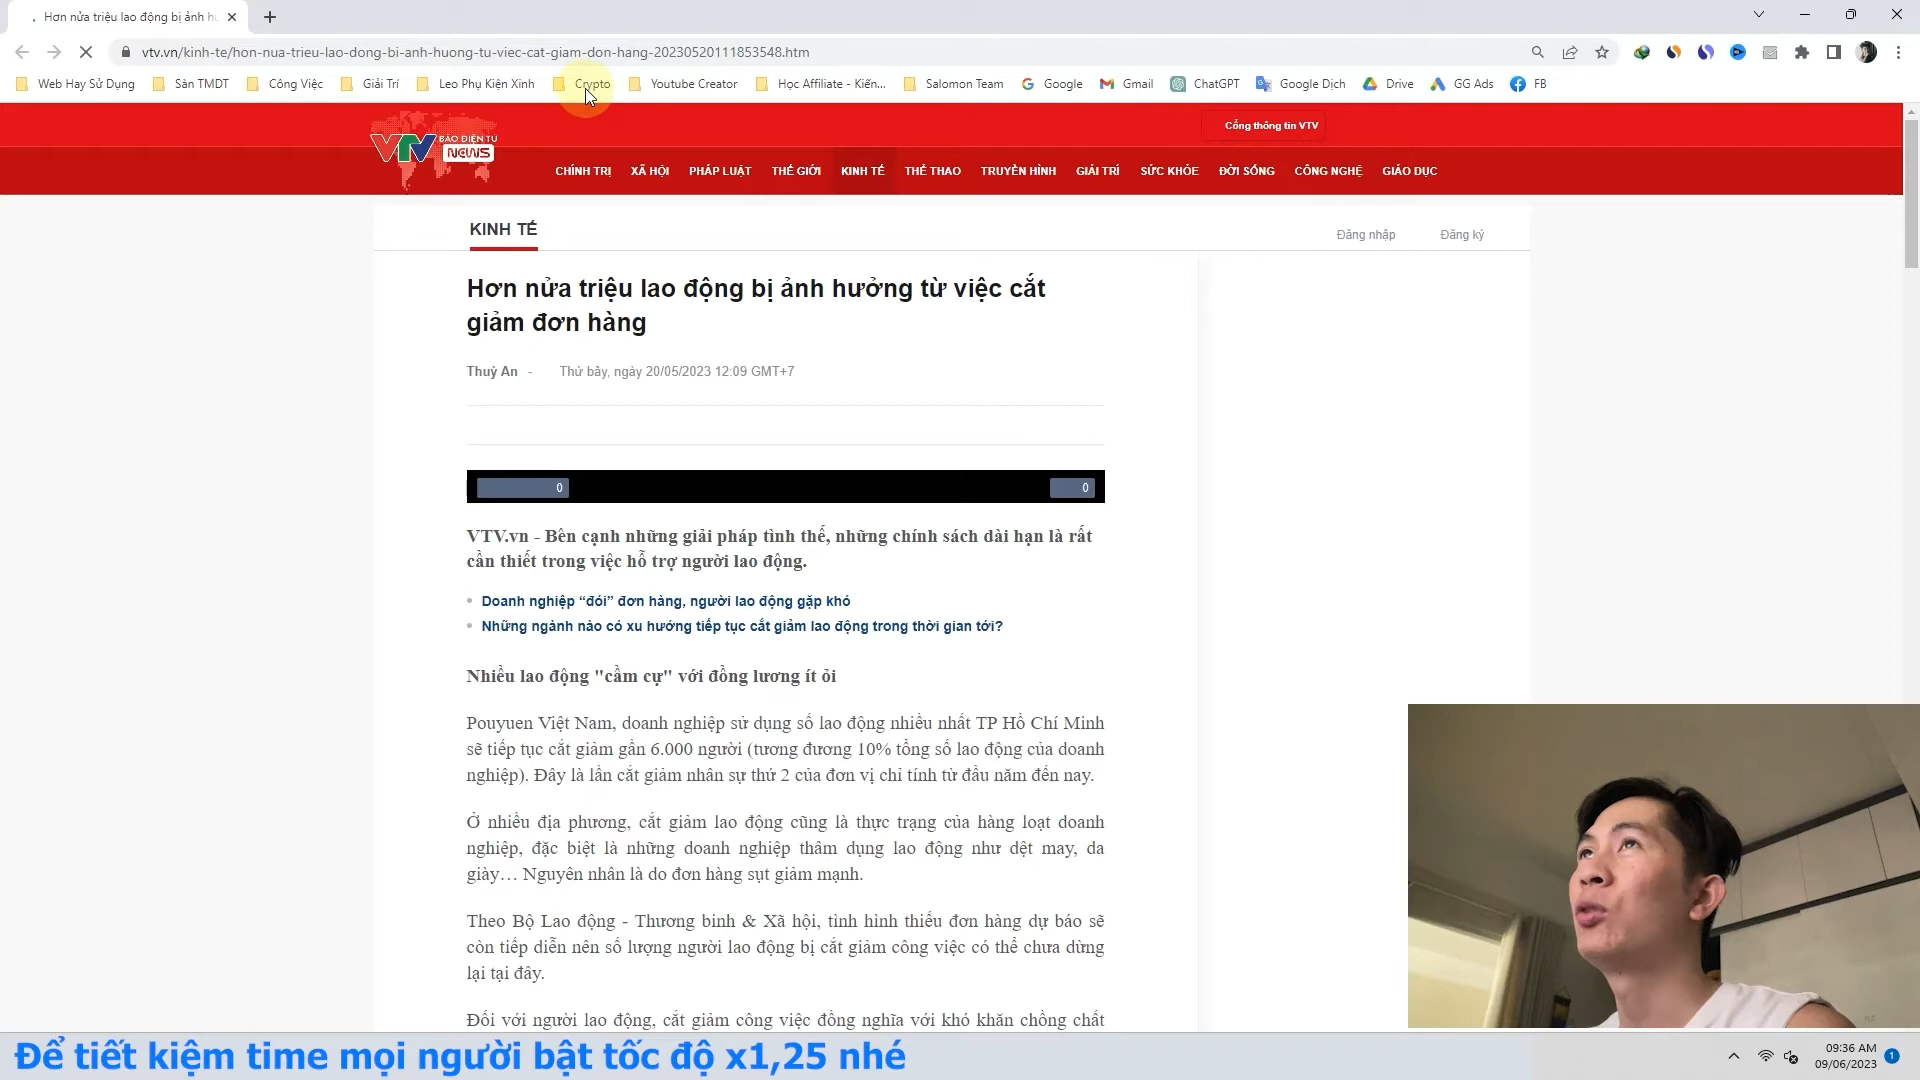 Hơn nửa triệu lao động bị ảnh hư
vtv.vn/kinh-te/hon-nua-trieu-lao-dong-bi-anh-huong-tu-viec-cat-giam-don-hang-20230520111853548.htm
Web Hay Sử Dụng Sàn TMDT Công Việc Giải Trí Leo Phụ Kiện Xinh Crypto Youtube Creator Học Affiliate - Kiến... Salomon Team Google Gmail ChatGPT Google Dịch Drive GG Ads FB
VTV BÁO ĐIỆN TỬ
NEWS
Cổng thông tin VTV
CHÍNH TRỊ XÃ HỘI PHÁP LUẬT THẾ GIỚI KINH TẾ THỂ THAO TRUYỀN HÌNH GIẢI TRÍ SỨC KHỎE ĐỜI SỐNG CÔNG NGHỆ GIÁO DỤC
KINH TẾ
Đăng nhập Đăng ký
Hơn nửa triệu lao động bị ảnh hưởng từ việc cắt
giảm đơn hàng
Thuỳ An - Thứ bảy, ngày 20/05/2023 12:09 GMT+7
0 0
VTV.vn - Bên cạnh những giải pháp tình thế, những chính sách dài hạn là rất
cần thiết trong việc hỗ trợ người lao động.
Doanh nghiệp “đói” đơn hàng, người lao động gặp khó
Những ngành nào có xu hướng tiếp tục cắt giảm lao động trong thời gian tới?
Nhiều lao động "cầm cự" với đồng lương ít ỏi
Pouyuen Việt Nam, doanh nghiệp sử dụng số lao động nhiều nhất TP Hồ Chí Minh
sẽ tiếp tục cắt giảm gần 6.000 người (tương đương 10% tổng số lao động của doanh
nghiệp). Đây là lần cắt giảm nhân sự thứ 2 của đơn vị chỉ tính từ đầu năm đến nay.
Ở nhiều địa phương, cắt giảm lao động cũng là thực trạng của hàng loạt doanh
nghiệp, đặc biệt là những doanh nghiệp thâm dụng lao động như dệt may, da
giày… Nguyên nhân là do đơn hàng sụt giảm mạnh.
Theo Bộ Lao động - Thương binh & Xã hội, tình hình thiếu đơn hàng dự báo sẽ
còn tiếp diễn nên số lượng người lao động bị cắt giảm công việc có thể chưa dừng
lại tại đây.
Đối với người lao động, cắt giảm công việc đồng nghĩa với khó khăn chồng chất
Để tiết kiệm time mọi người bật tốc độ x1,25 nhé
09:36 AM
09/06/2023
1